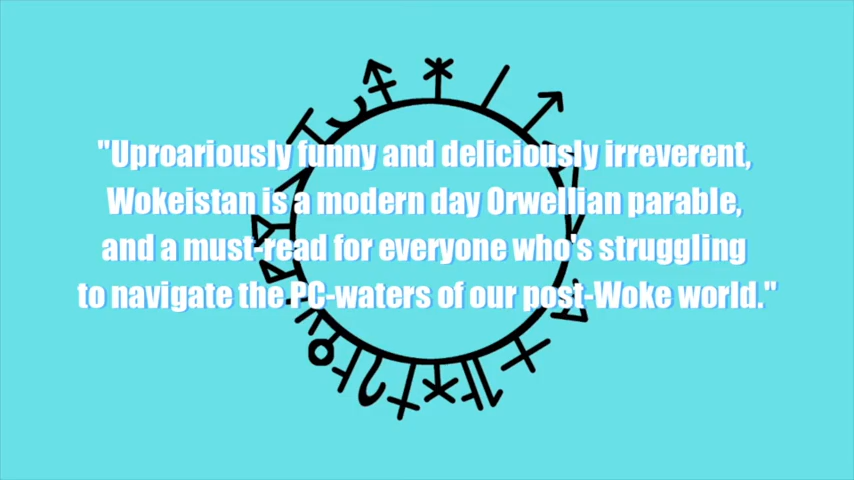 "Uproariously funny and deliciously irreverent,
Wokeistan is a modern day Orwellian parable,
and a must-read for everyone who's struggling
to navigate the PC-waters of our post-Woke world."